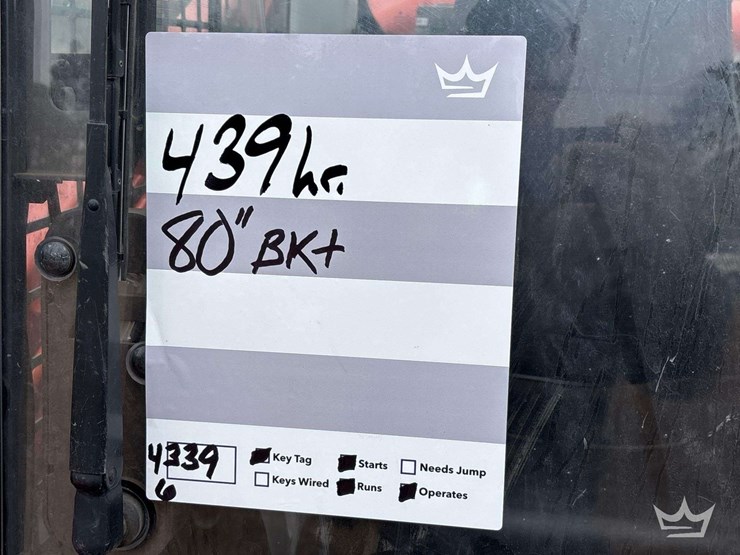 439 hr.
80" BKt
4339
6
Key Tag Starts Needs Jump
Keys Wired Runs Operates